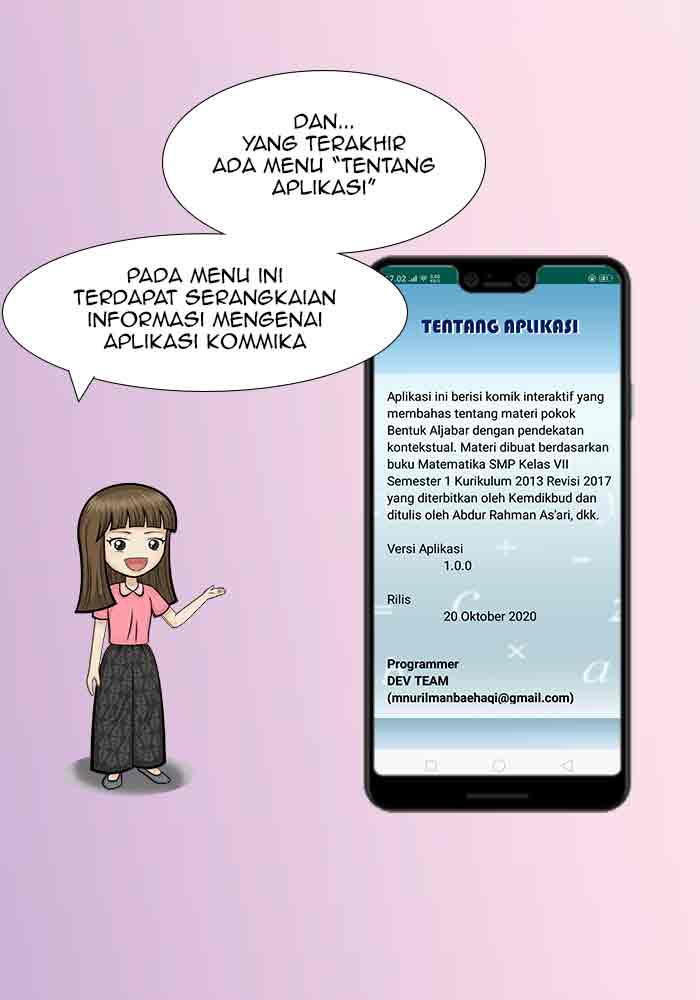 DAN...
YANG TERAKHIR
ADA MENU "TENTANG
APLIKASI"
PADA MENU INI
TERDAPAT SERANGKAIAN
INFORMASI MENGENAI
APLIKASI KOMMIKA
7.02
TENTANG APLIKASI
Aplikasi ini berisi komik interaktif yang
membahas tentang materi pokok
Bentuk Aljabar dengan pendekatan
kontekstual. Materi dibuat berdasarkan
buku Matematika SMP Kelas VII
Semester 1 Kurikulum 2013 Revisi 2017
yang diterbitkan oleh Kemdikbud dan
ditulis oleh Abdur Rahman As'ari, dkk.
Versi Aplikasi
1.0.0
Rilis
20 Oktober 2020
Programmer
DEV TEAM
(mnurilmanbaehaqi@gmail.com)